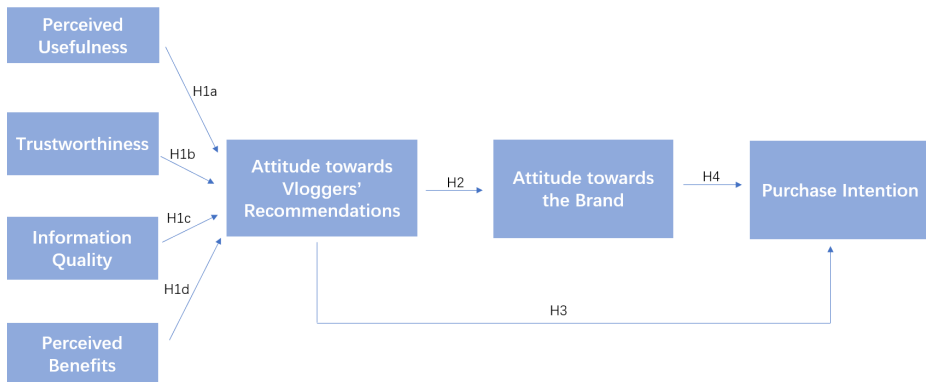 Perceived
Usefulness
H1a
Trustworthiness
H1b
Attitude towards
Vloggers'
Recommendations
H2
Attitude towards
the Brand
H4
Purchase Intention
Information
Quality
H1c
H1d
H3
Perceived
Benefits